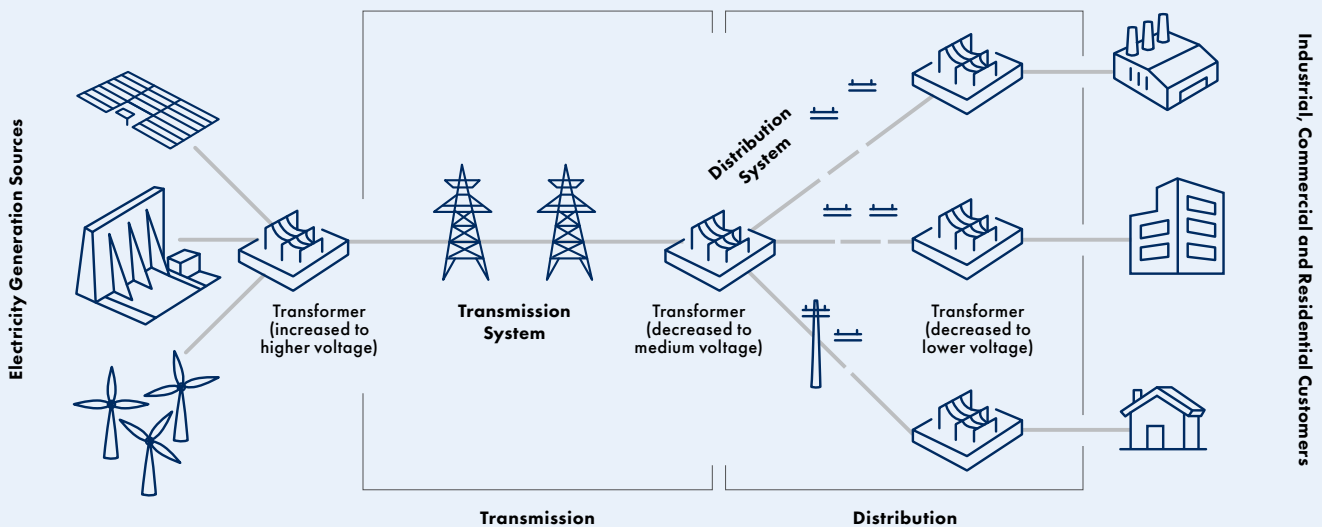 Electricity Generation Sources
Transformer
(increased to
higher voltage)
Transmission
System
Transformer
(decreased to
medium voltage)
Distribution
System
Transformer
(decreased to
lower voltage)
Industrial, Commercial and Residential Customers
Transmission
Distribution